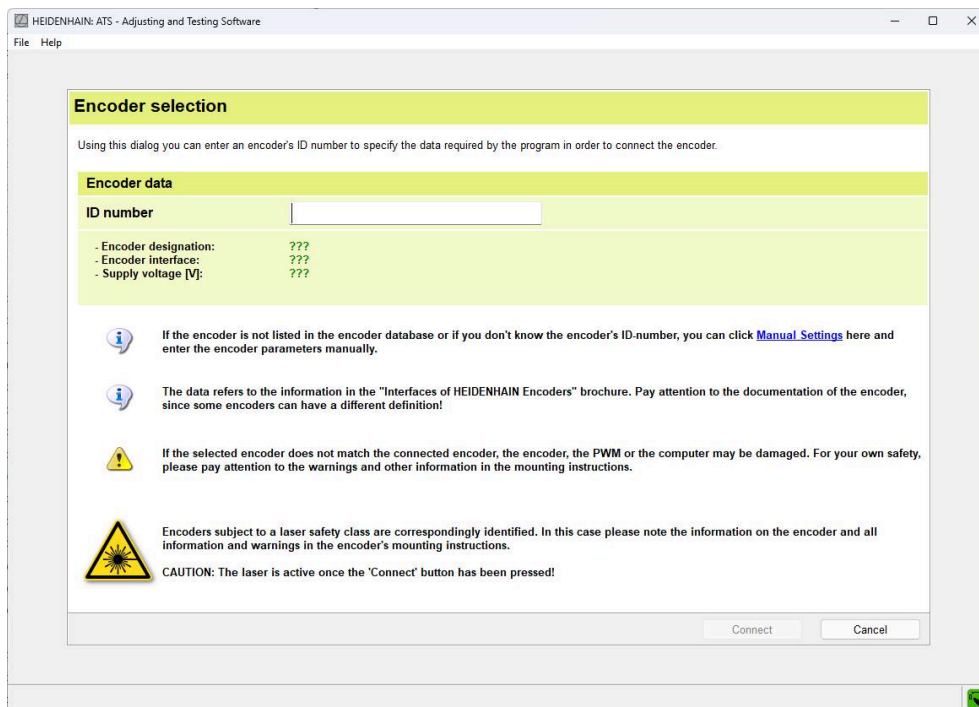 HEIDENHAIN: ATS - Adjusting and Testing Software
File Help
Encoder selection
Using this dialog you can enter an encoder's ID number to specify the data required by the program in order to connect the encoder.
Encoder data
ID number
- Encoder designation: ???
- Encoder interface: ???
- Supply voltage [V]: ???
If the encoder is not listed in the encoder database or if you don't know the encoder's ID-number, you can click Manual Settings here and
enter the encoder parameters manually.
The data refers to the information in the "Interfaces of HEIDENHAIN Encoders" brochure. Pay attention to the documentation of the encoder,
since some encoders can have a different definition!
If the selected encoder does not match the connected encoder, the encoder, the PWM or the computer may be damaged. For your own safety,
please pay attention to the warnings and other information in the mounting instructions.
Encoders subject to a laser safety class are correspondingly identified. In this case please note the information on the encoder and all
information and warnings in the encoder's mounting instructions.
CAUTION: The laser is active once the 'Connect' button has been pressed!
Connect Cancel